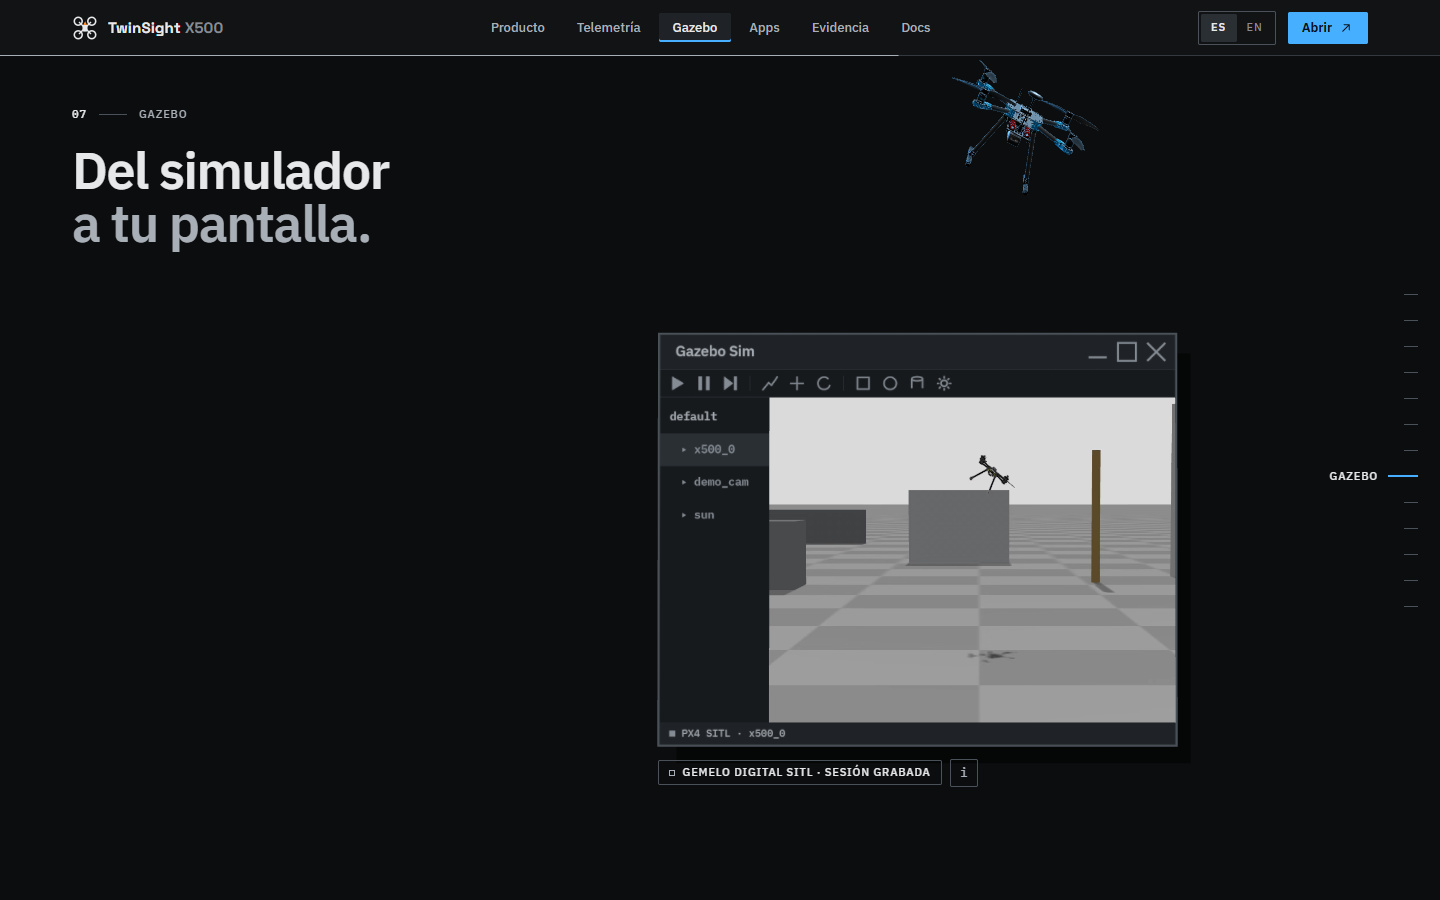 TwinSight X500
Producto
Telemetría
Gazebo
Apps
Evidencia
Docs
ES
EN
Abrir
07
GAZEBO
Del simulador
a tu pantalla.
Gazebo Sim
default
x500_0
demo_cam
sun
GAZEBO
PX4 SITL · x500_0
GEMELO DIGITAL SITL · SESIÓN GRABADA
i